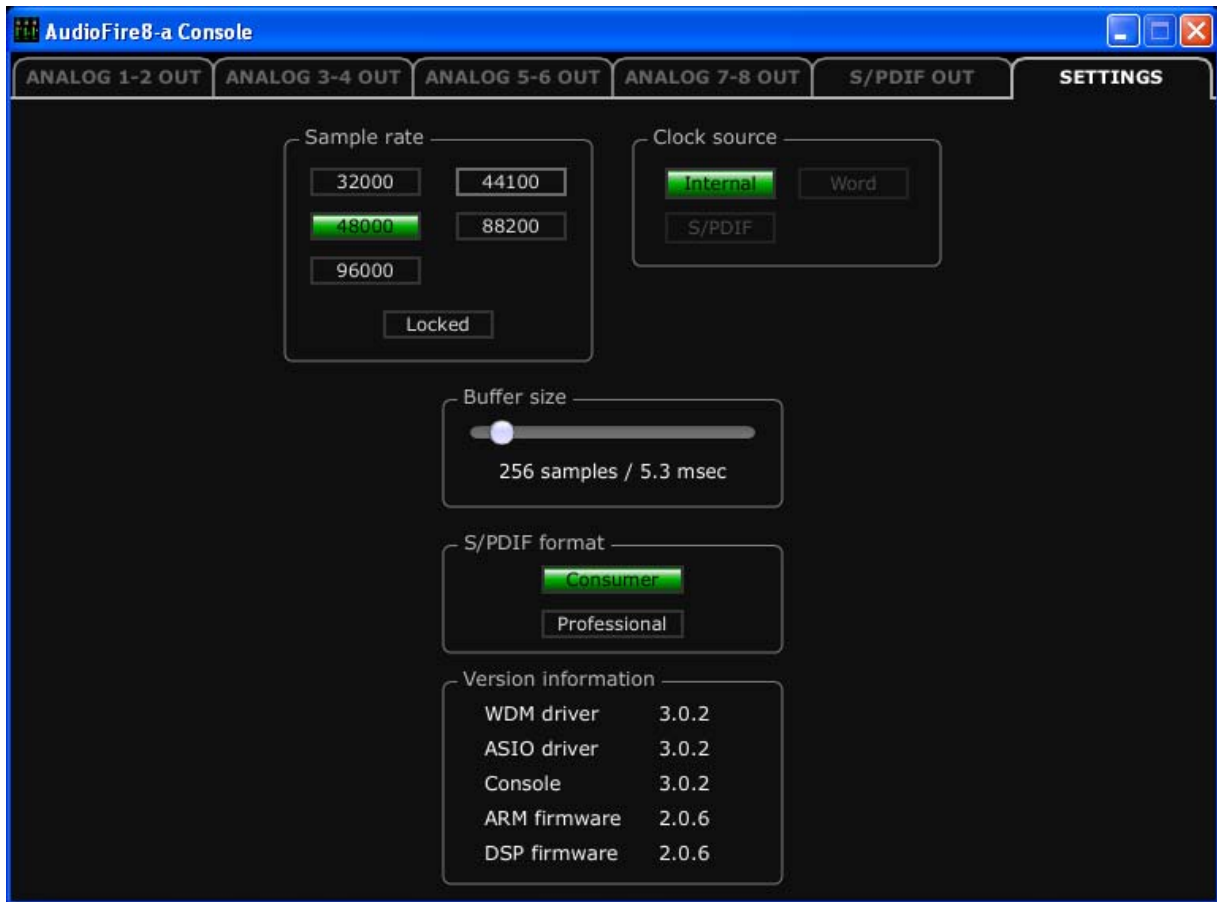 AudioFire8-a Console
ANALOG 1-2 OUT ANALOG 3-4 OUT ANALOG 5-6 OUT ANALOG 7-8 OUT S/PDIF OUT SETTINGS
Sample rate
32000 44100
48000 88200
96000
Locked
Clock source
Internal Word
S/PDIF
Buffer size
256 samples / 5.3 msec
S/PDIF format
Consumer
Professional
Version information
WDM driver 3.0.2
ASIO driver 3.0.2
Console 3.0.2
ARM firmware 2.0.6
DSP firmware 2.0.6